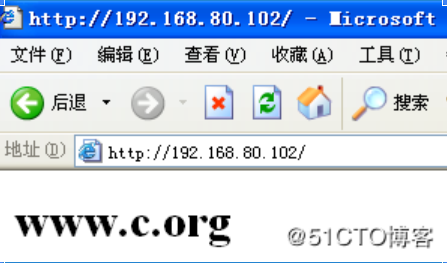 http://192.168.80.102/ - Microsoft
文件(F) 编辑(E) 查看(V) 收藏(A) 工具(T)
后退 搜索
地址(D) http://192.168.80.102/
www.c.org
@51CTO博客